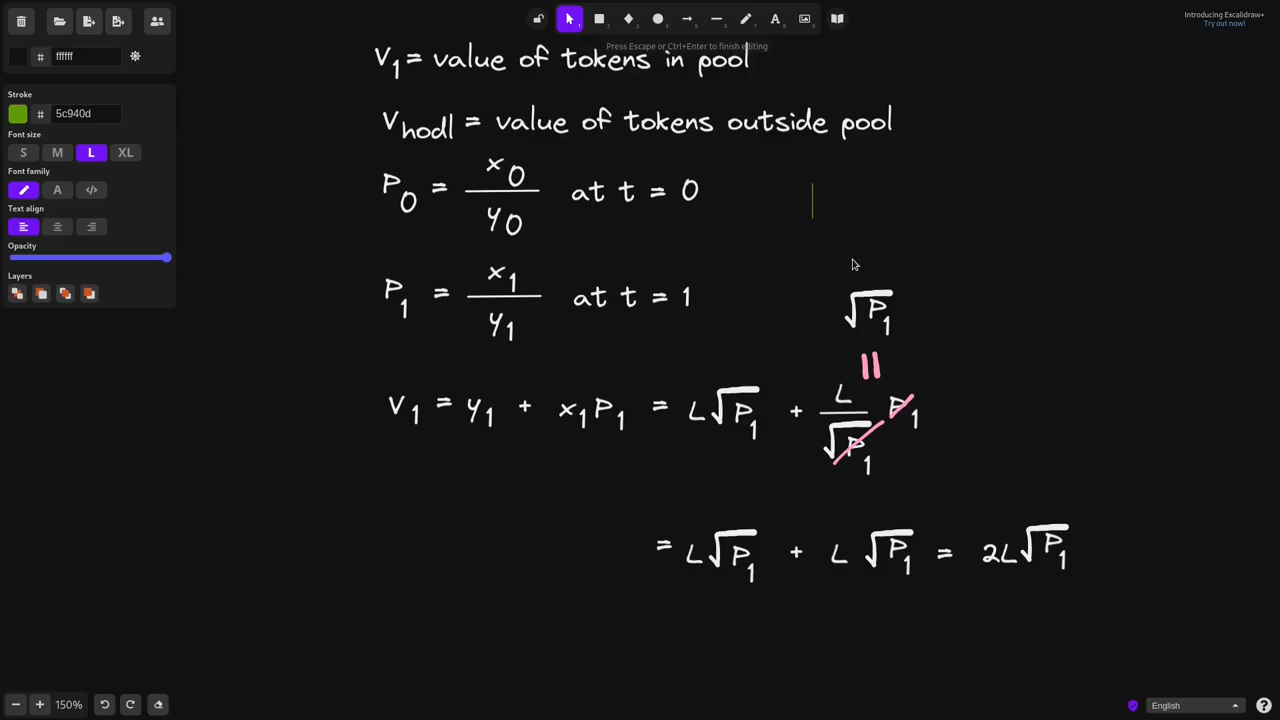 Introducing Excalidraw+
Try out now!
Press Escape or Ctrl+Enter to finish editing
# ffffff
Stroke
# 5c940d
Font size
S M L XL
Font family
A </>
Text align
Opacity
Layers
V₁ = value of tokens in pool
V_hodl = value of tokens outside pool
P₀ = x₀ / y₀ at t = 0
P₁ = x₁ / y₁ at t = 1
√P₁
V₁ = y₁ + x₁P₁ = L√P₁ + L/√P₁ P₁
= L√P₁ + L√P₁ = 2L√P₁
150%
English